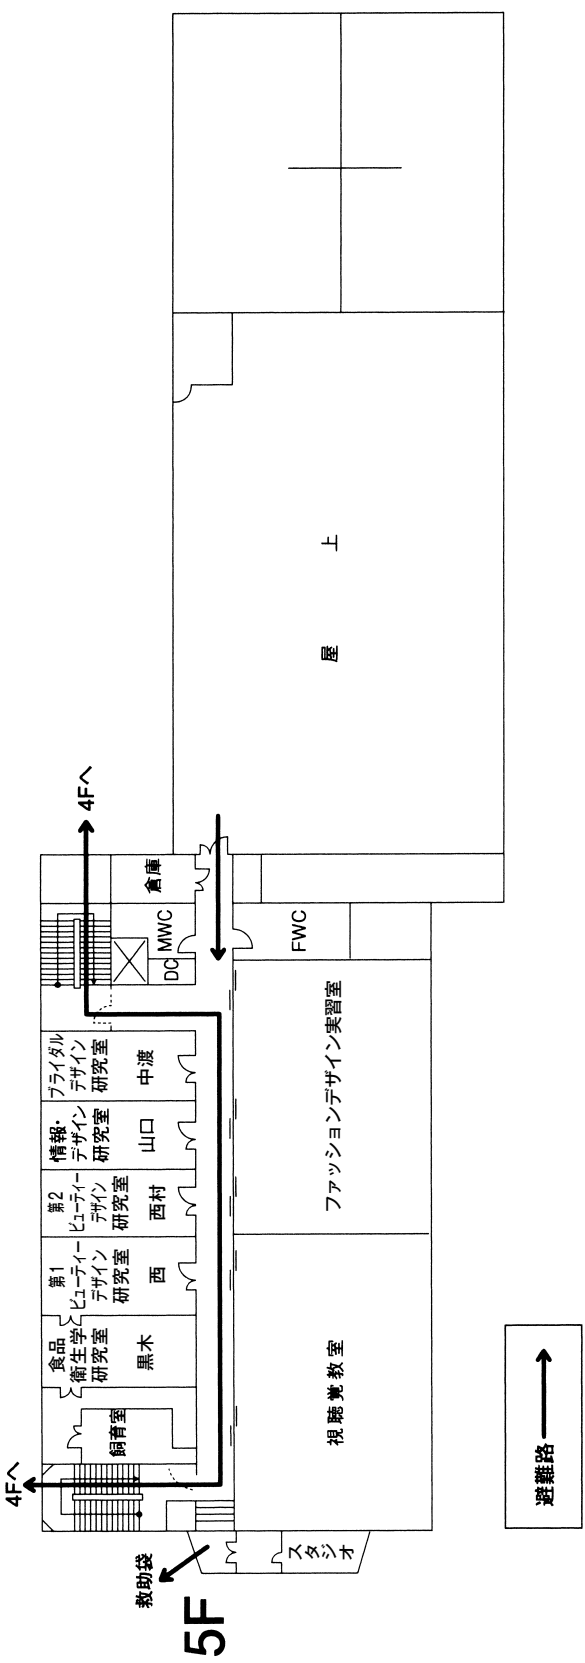 5F
救助袋
4Fへ
飼育室
食品
衛生学
研究室
黒木
第1
ビューティー
デザイン
研究室
西
第2
ビューティー
デザイン
研究室
西村
情報・
デザイン
研究室
山口
ブライダル
デザイン
研究室
中渡
DC
MWC
倉庫
4Fへ
スタジオ
視聴覚教室
ファッションデザイン実習室
FWC
屋上
避難路